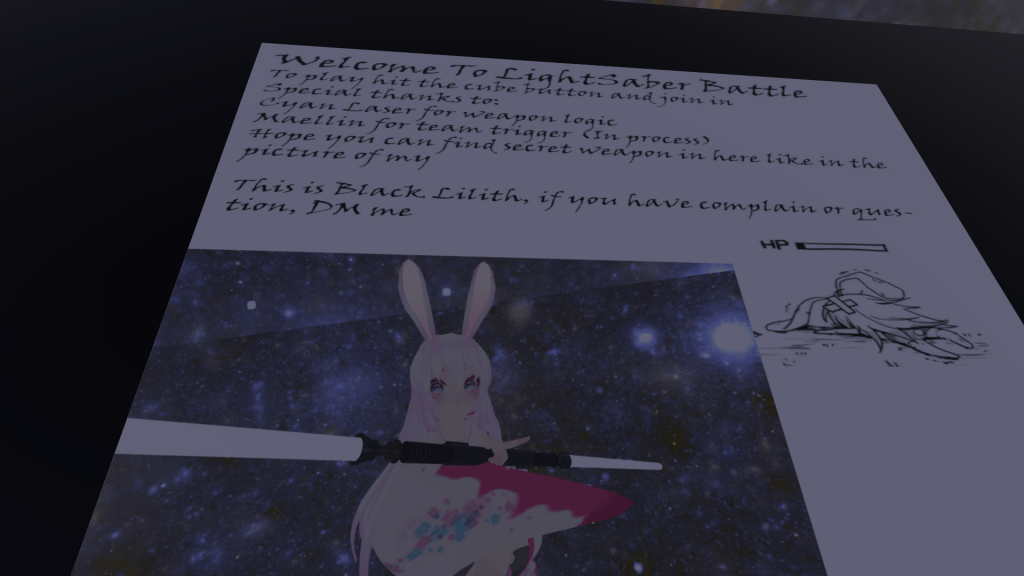 Welcome To LightSaber Battle
To play hit the cube button and join in
Special thanks to:
Cyan Laser for weapon logic
Maellin for team trigger (In process)
Hope you can find secret weapon in here like in the
picture of my
This is Black Lilith, if you have complain or ques-
tion, DM me
HP